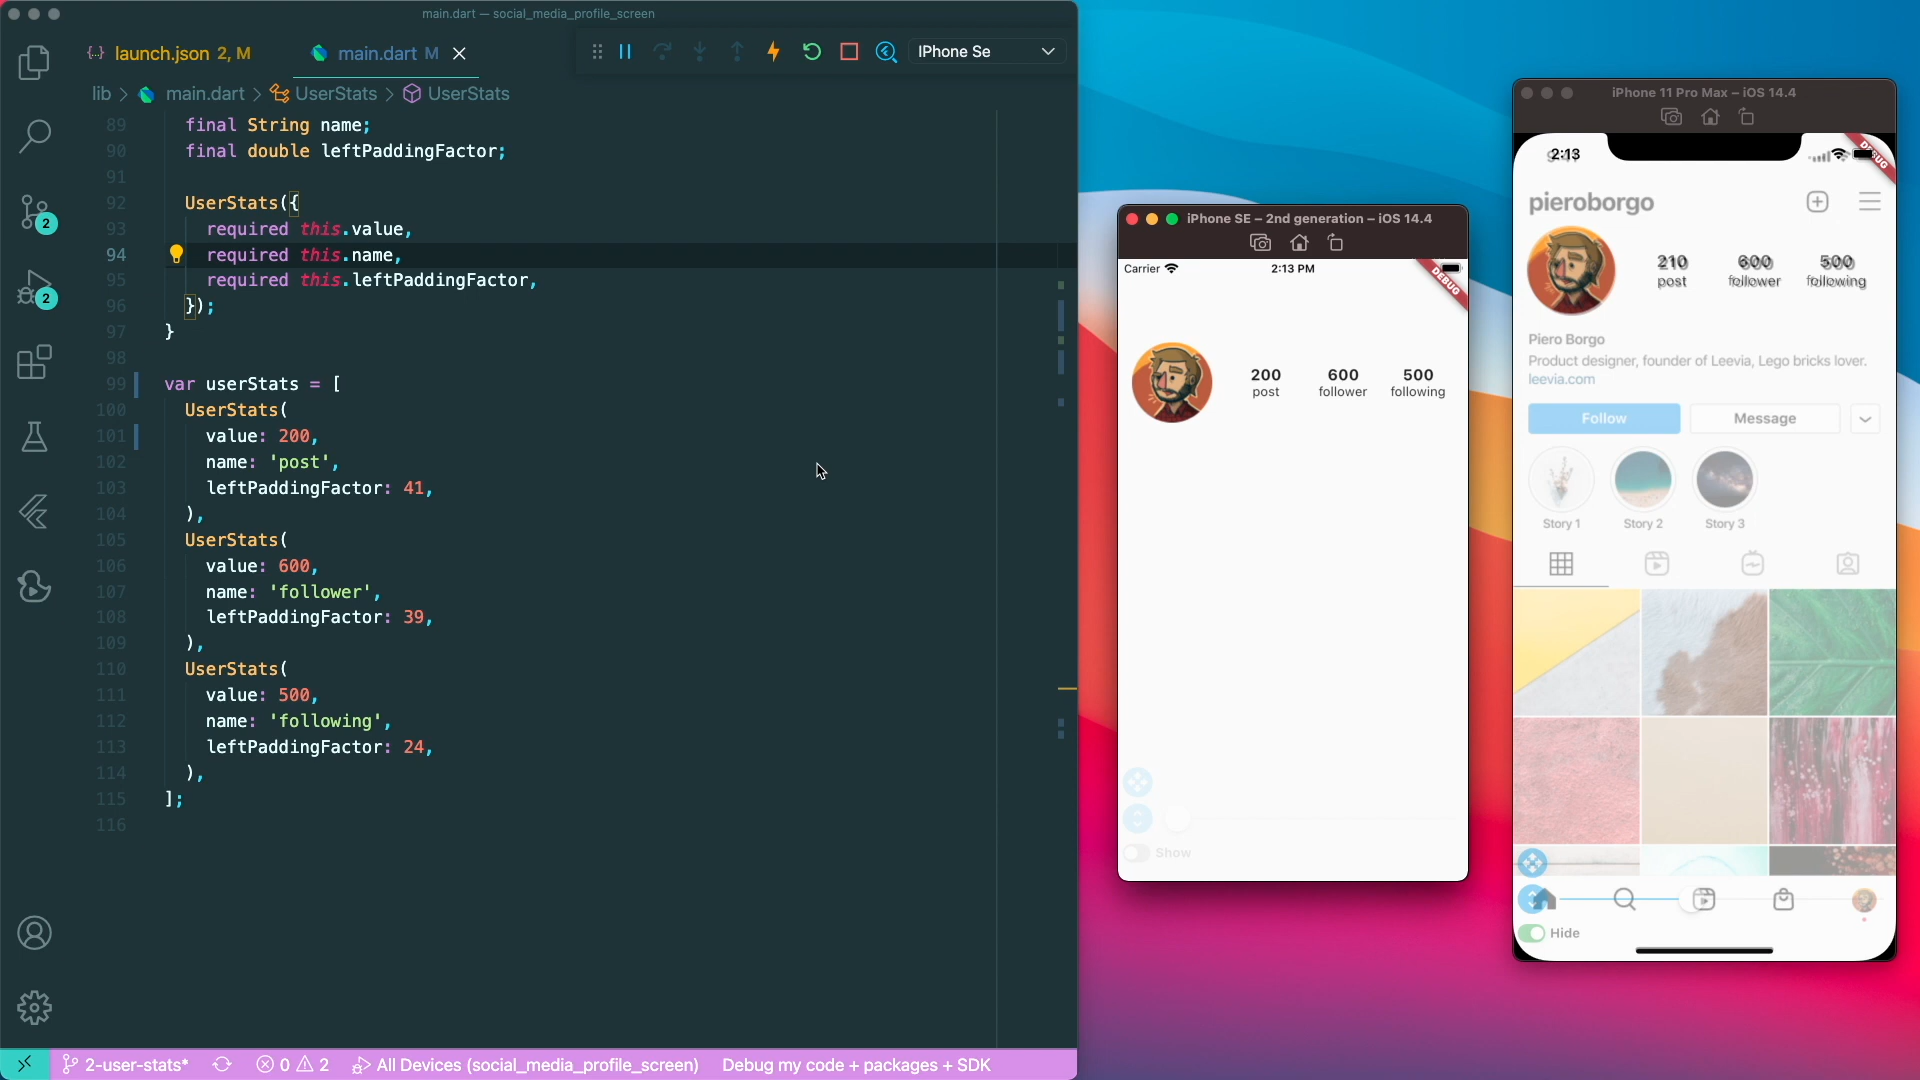 main.dart — social_media_profile_screen
launch.json 2, M
main.dart M
IPhone Se
lib > main.dart > UserStats > UserStats
89 final String name;
90 final double leftPaddingFactor;
91
92 UserStats({
93 required this.value,
94 required this.name,
95 required this.leftPaddingFactor,
96 });
97 }
98
99 var userStats = [
100 UserStats(
101 value: 200,
102 name: 'post',
103 leftPaddingFactor: 41,
104 ),
105 UserStats(
106 value: 600,
107 name: 'follower',
108 leftPaddingFactor: 39,
109 ),
110 UserStats(
111 value: 500,
112 name: 'following',
113 leftPaddingFactor: 24,
114 ),
115 ];
116
2
2
2-user-stats*
0 2
All Devices (social_media_profile_screen)
Debug my code + packages + SDK
iPhone SE – 2nd generation – iOS 14.4
Carrier
2:13 PM
DEBUG
200 600 500
post follower following
Show
iPhone 11 Pro Max – iOS 14.4
2:13
DEBUG
pieroborgo
210 600 500
post follower following
Piero Borgo
Product designer, founder of Leevia, Lego bricks lover.
leevia.com
Follow Message
Story 1 Story 2 Story 3
Hide